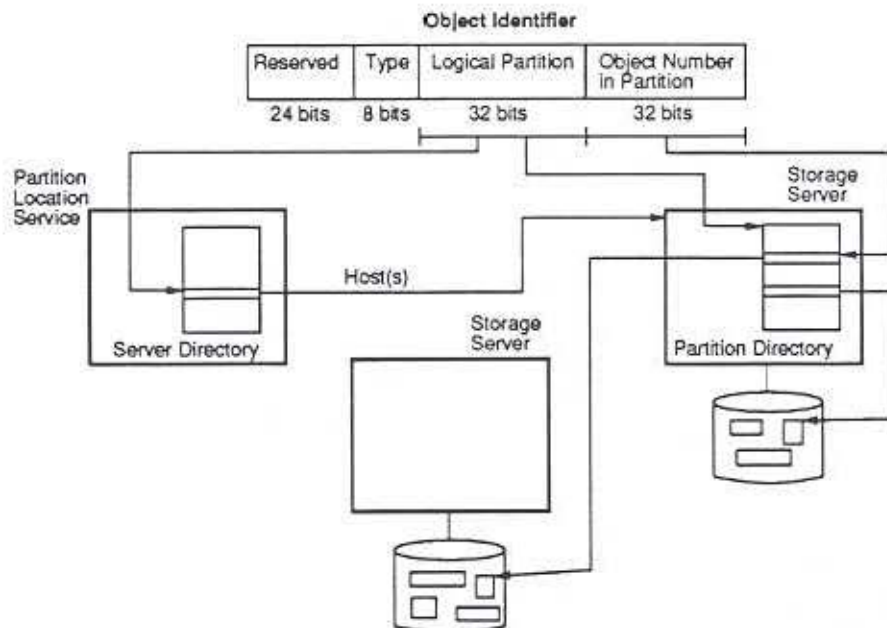 Object Identifier
Reserved
Type
Logical Partition
Object Number
in Partition
24 bits
8 bits
32 bits
32 bits
Partition
Location
Service
Storage
Server
Host(s)
Server Directory
Storage
Server
Partition Directory